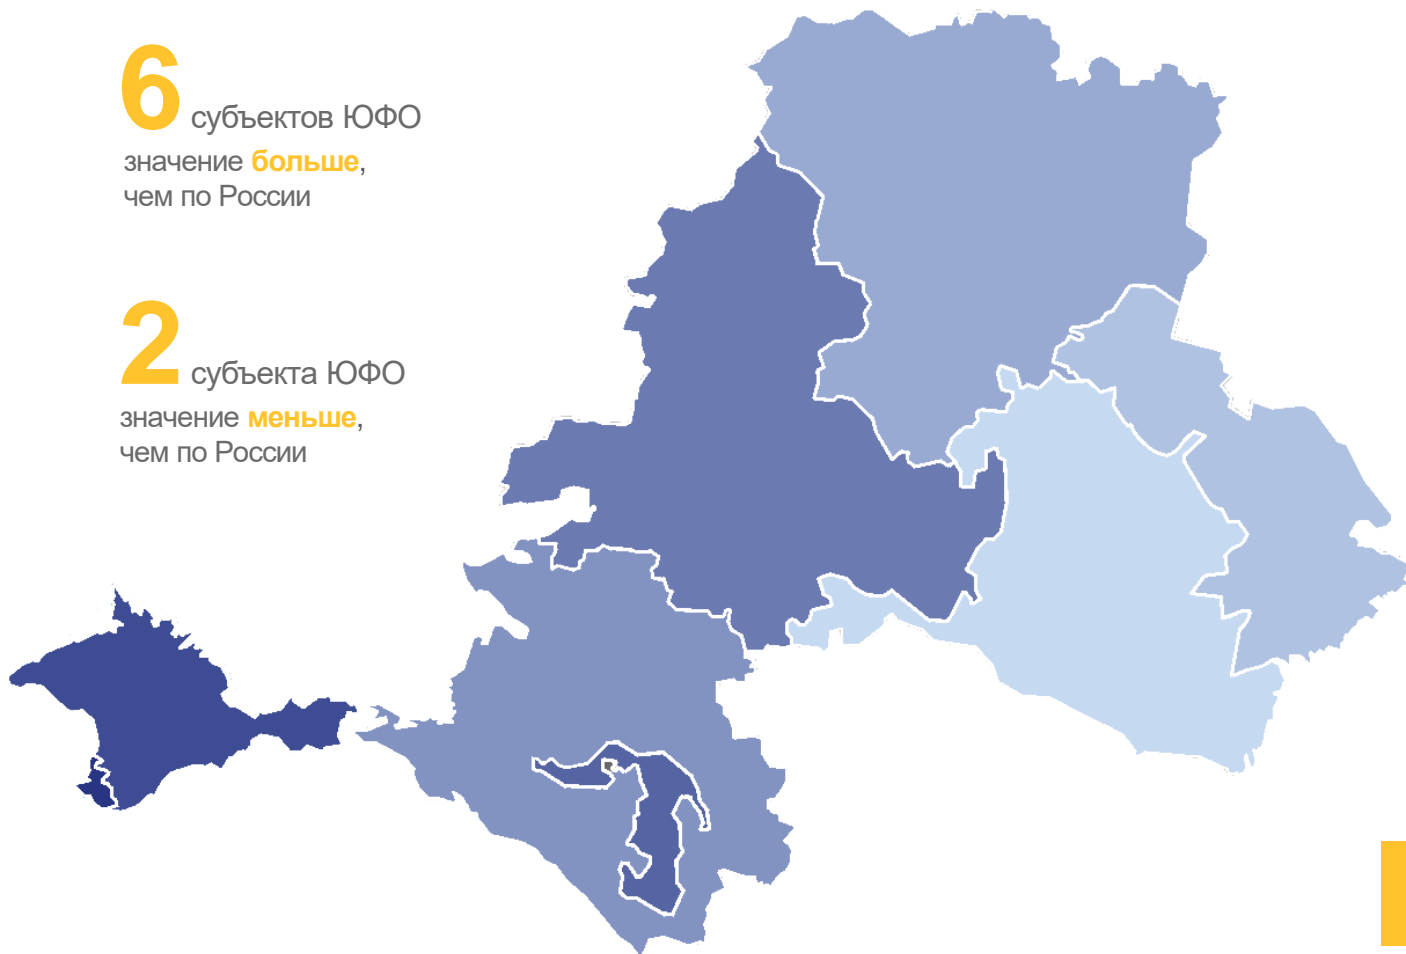 6 субъектов ЮФО
значение больше,
чем по России
2 субъекта ЮФО
значение меньше,
чем по России